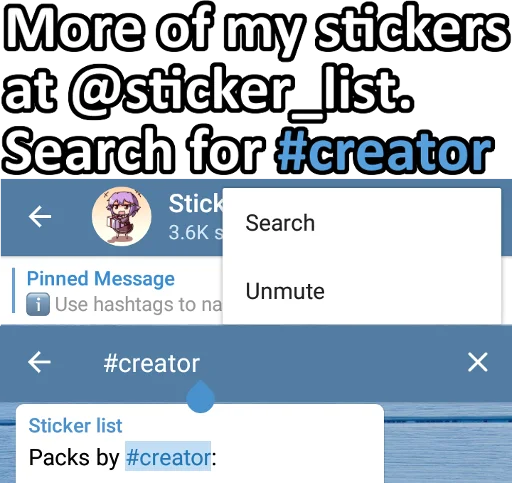 More of my stickers
at @sticker_list.
Search for #creator
Stick
3.6K s
Search
Unmute
Pinned Message
Use hashtags to na
#creator
Sticker list
Packs by #creator: